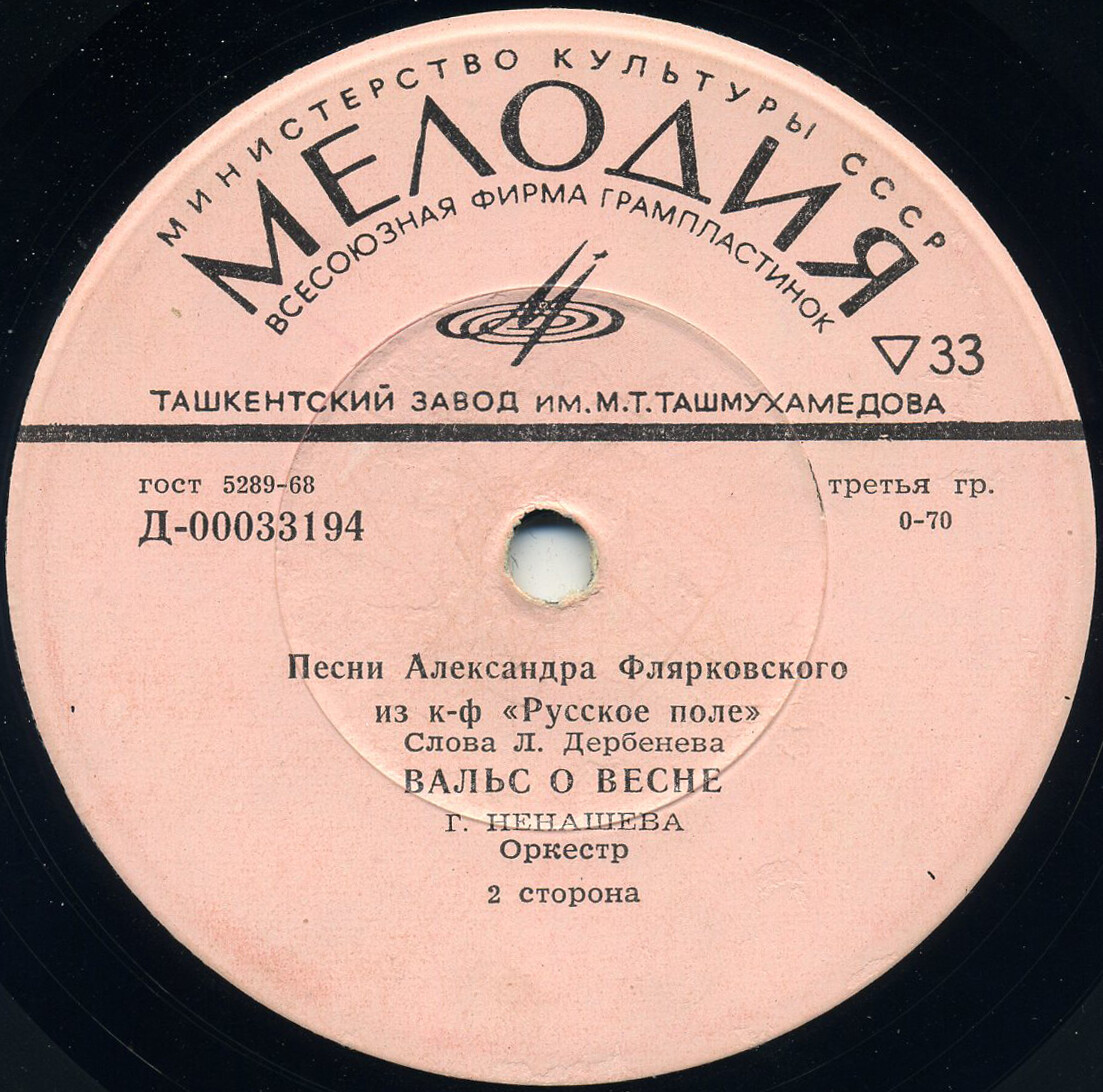 МИНИСТЕРСТВО КУЛЬТУРЫ СССР
МЕЛОДИЯ
ВСЕСОЮЗНАЯ ФИРМА ГРАМПЛАСТИНОК
▽33
ТАШКЕНТСКИЙ ЗАВОД ИМ.М.Т.ТАШМУХАМЕДОВА
гост 5289-68
третья гр.
Д-00033194
0-70
Песни Александра Флярковского
из к-ф «Русское поле»
Слова Л. Дербенева
ВАЛЬС О ВЕСНЕ
Г. НЕНАШЕВА
Оркестр
2 сторона